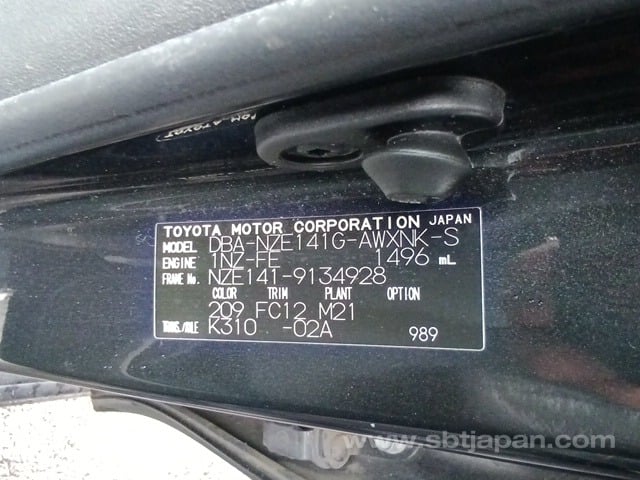 TOYOTA MOTOR CORPORATION JAPAN
MODEL DBA-NZE141G-AWXNK-S
ENGINE 1NZ-FE 1496 mL
FRAME No. NZE141-9134928
COLOR TRIM PLANT OPTION
209 FC12 M21
TRANS./AXLE K310 -02A 989
www.sbtjapan.com